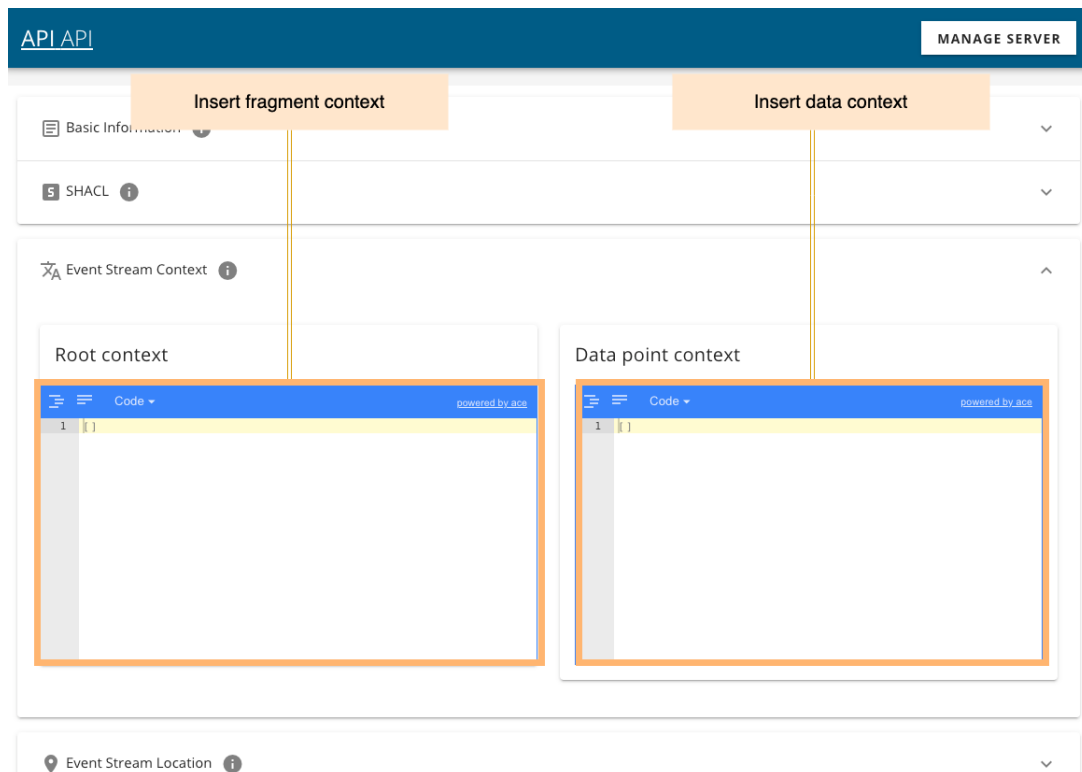 API API
MANAGE SERVER
Insert fragment context
Insert data context
Basic Information
SHACL
Event Stream Context
Root context
Data point context
Code
powered by ace
Code
powered by ace
1 []
1 []
Event Stream Location